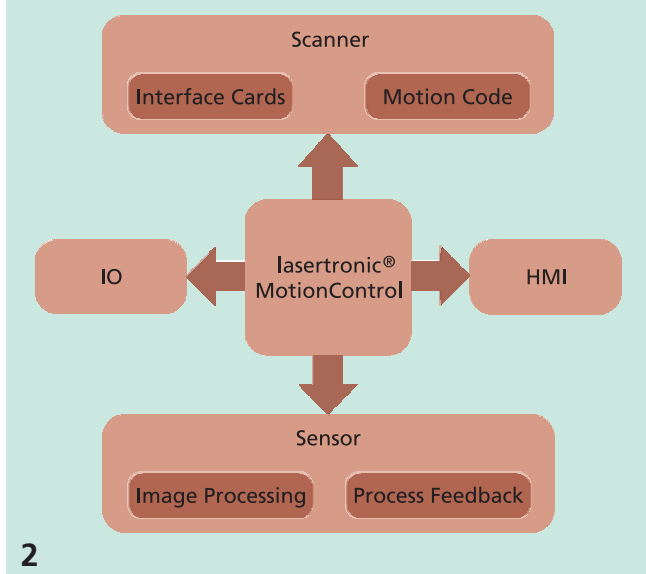 Scanner
Interface Cards
Motion Code
IO
lasertronic®
MotionControl
HMI
Sensor
Image Processing
Process Feedback
2